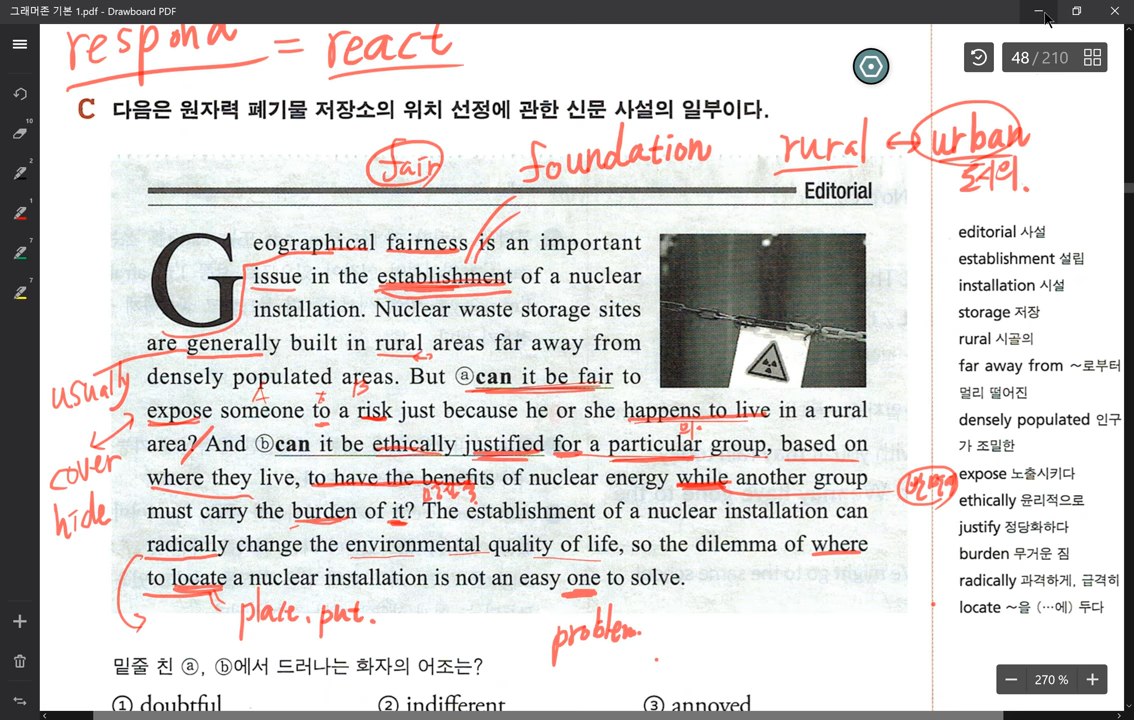 그래머존 기본 1.pdf - Drawboard PDF
respond = react
48 / 210
C 다음은 원자력 폐기물 저장소의 위치 선정에 관한 신문 사설의 일부이다.
fair foundation rural ↔ urban
도시의.
Editorial
Geographical fairness is an important
issue in the establishment of a nuclear
installation. Nuclear waste storage sites
are generally built in rural areas far away from
densely populated areas. But ⓐcan it be fair to
expose someone to a risk just because he or she happens to live in a rural
area? And ⓑcan it be ethically justified for a particular group, based on
where they live, to have the benefits of nuclear energy while another group
must carry the burden of it? The establishment of a nuclear installation can
radically change the environmental quality of life, so the dilemma of where
to locate a nuclear installation is not an easy one to solve.
usually
cover
hide
A
B
place. put.
problem.
editorial 사설
establishment 설립
installation 시설
storage 저장
rural 시골의
far away from ～로부터
멀리 떨어진
densely populated 인구
가 조밀한
expose 노출시키다
ethically 윤리적으로
justify 정당화하다
burden 무거운 짐
radically 과격하게, 급격히
locate ～을 (…에) 두다
밑줄 친 ⓐ, ⓑ에서 드러나는 화자의 어조는?
① doubtful ② indifferent ③ annoyed
270 %
10
2
1
7
7